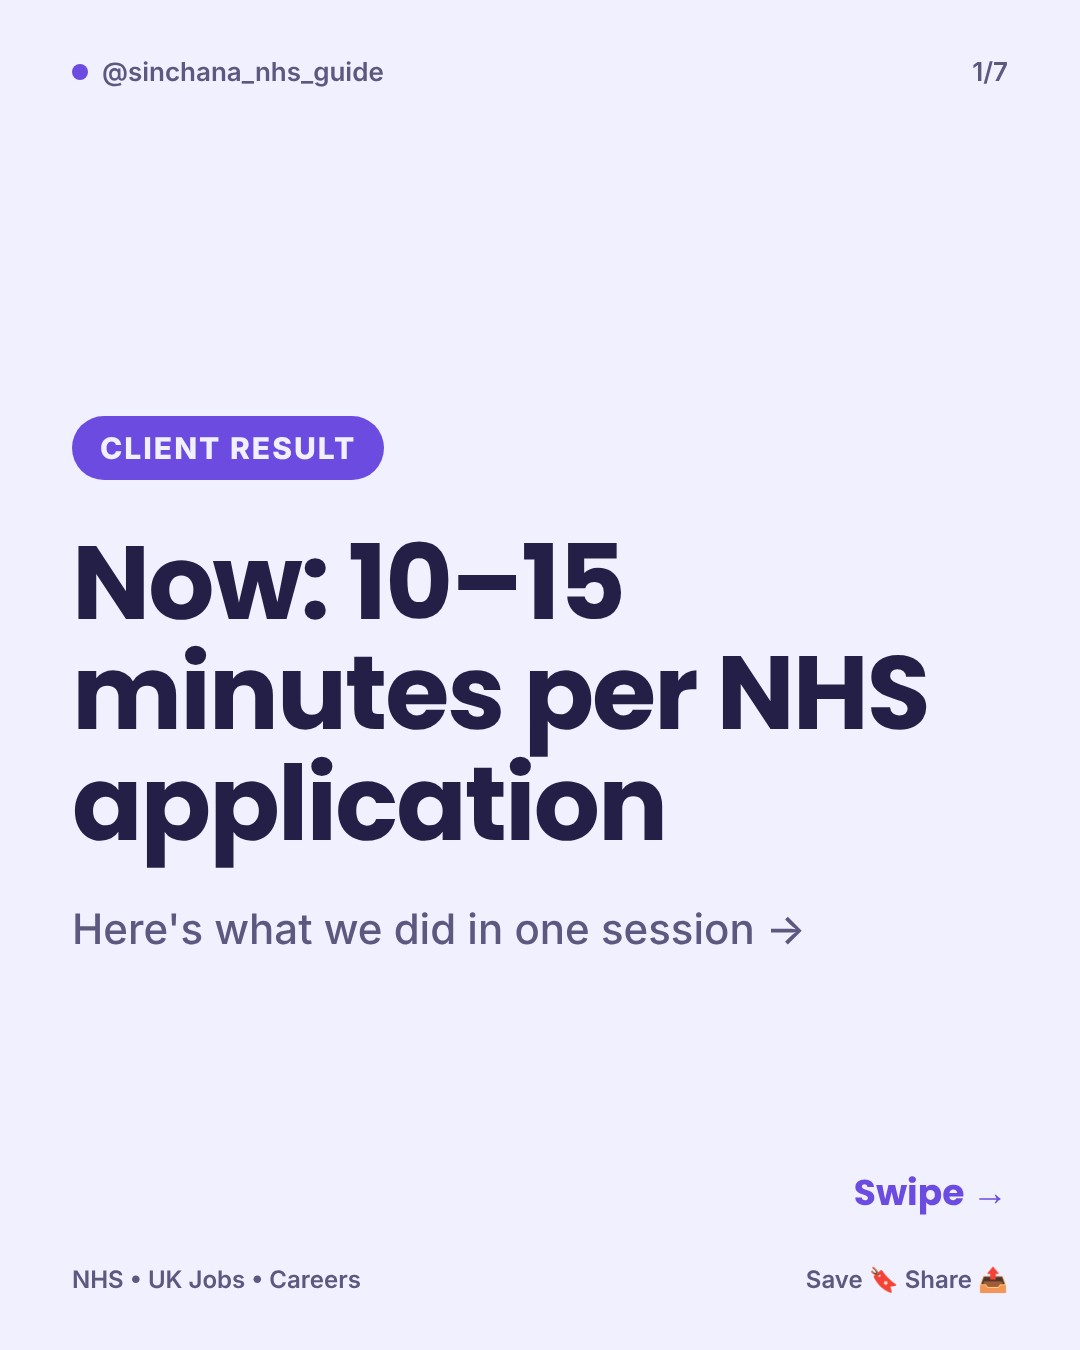 @sinchana_nhs_guide
1/7
CLIENT RESULT
Now: 10–15
minutes per NHS
application
Here's what we did in one session →
Swipe →
NHS • UK Jobs • Careers
Save 🔖 Share 📤